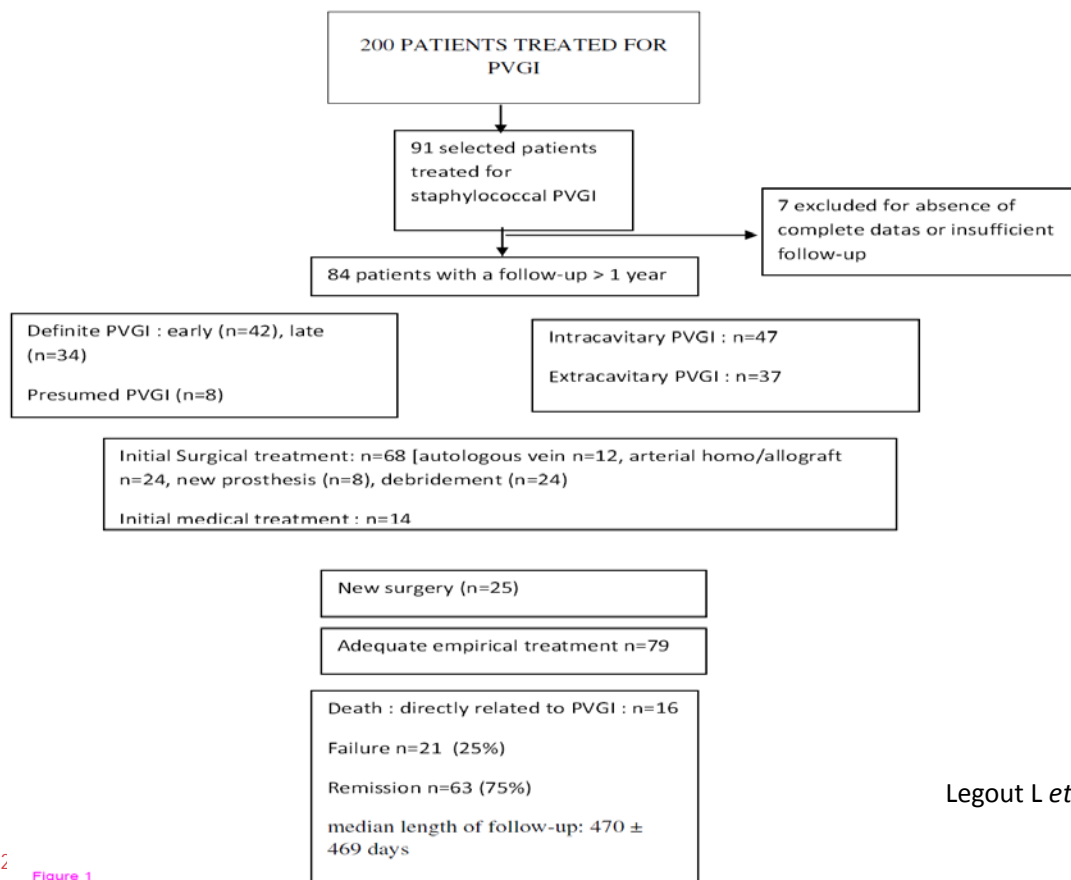 200 PATIENTS TREATED FOR
PVGI
91 selected patients
treated for
staphylococcal PVGI
7 excluded for absence of
complete datas or insufficient
follow-up
84 patients with a follow-up > 1 year
Definite PVGI : early (n=42), late
(n=34)
Presumed PVGI (n=8)
Intracavitary PVGI : n=47
Extracavitary PVGI : n=37
Initial Surgical treatment: n=68 [autologous vein n=12, arterial homo/allograft
n=24, new prosthesis (n=8), debridement (n=24)
Initial medical treatment : n=14
New surgery (n=25)
Adequate empirical treatment n=79
Death : directly related to PVGI : n=16
Failure n=21 (25%)
Remission n=63 (75%)
median length of follow-up: 470 ±
469 days
Legout L et
Figure 1